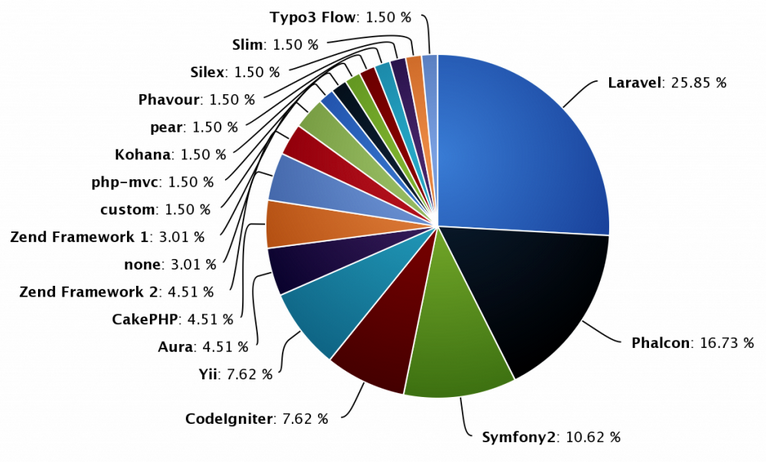 Typo3 Flow: 1.50 %
Slim: 1.50 %
Silex: 1.50 %
Phavour: 1.50 %
pear: 1.50 %
Kohana: 1.50 %
php-mvc: 1.50 %
custom: 1.50 %
Zend Framework 1: 3.01 %
none: 3.01 %
Zend Framework 2: 4.51 %
CakePHP: 4.51 %
Aura: 4.51 %
Yii: 7.62 %
CodeIgniter: 7.62 %
Symfony2: 10.62 %
Phalcon: 16.73 %
Laravel: 25.85 %